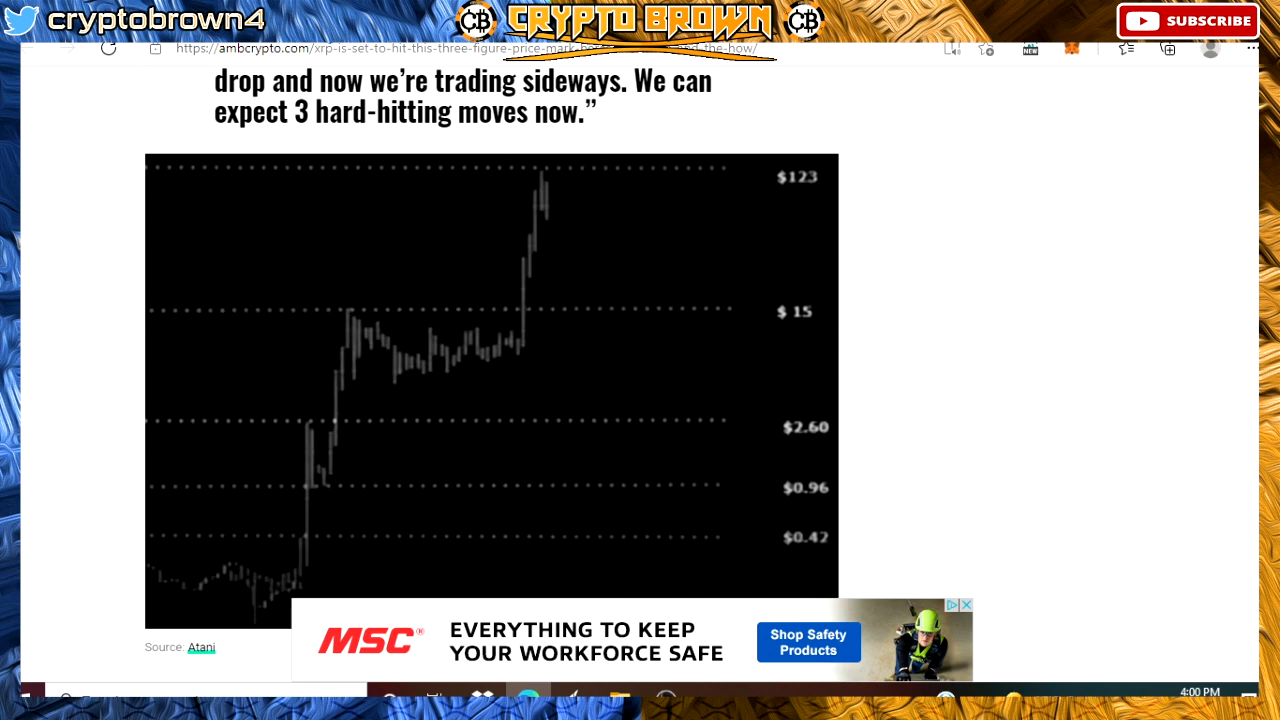 cryptobrown4
CB CRYPTO BROWN CB
SUBSCRIBE
https://ambcrypto.com/xrp-is-set-to-hit-this-three-figure-price-mark
the-how/
NEW
drop and now we’re trading sideways. We can
expect 3 hard-hitting moves now.”
$123
$ 15
$2.60
$0.96
$0.42
MSC®
EVERYTHING TO KEEP
YOUR WORKFORCE SAFE
Shop Safety
Products
Source: Atani
4:00 PM